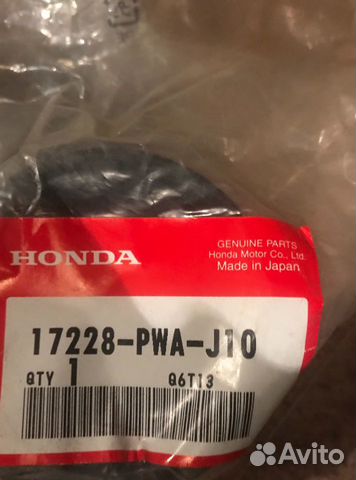 HONDA
GENUINE PARTS
Honda Motor Co., Ltd.
Made in Japan
17228-PWA-J10
QTY 1 Q6T13
Avito